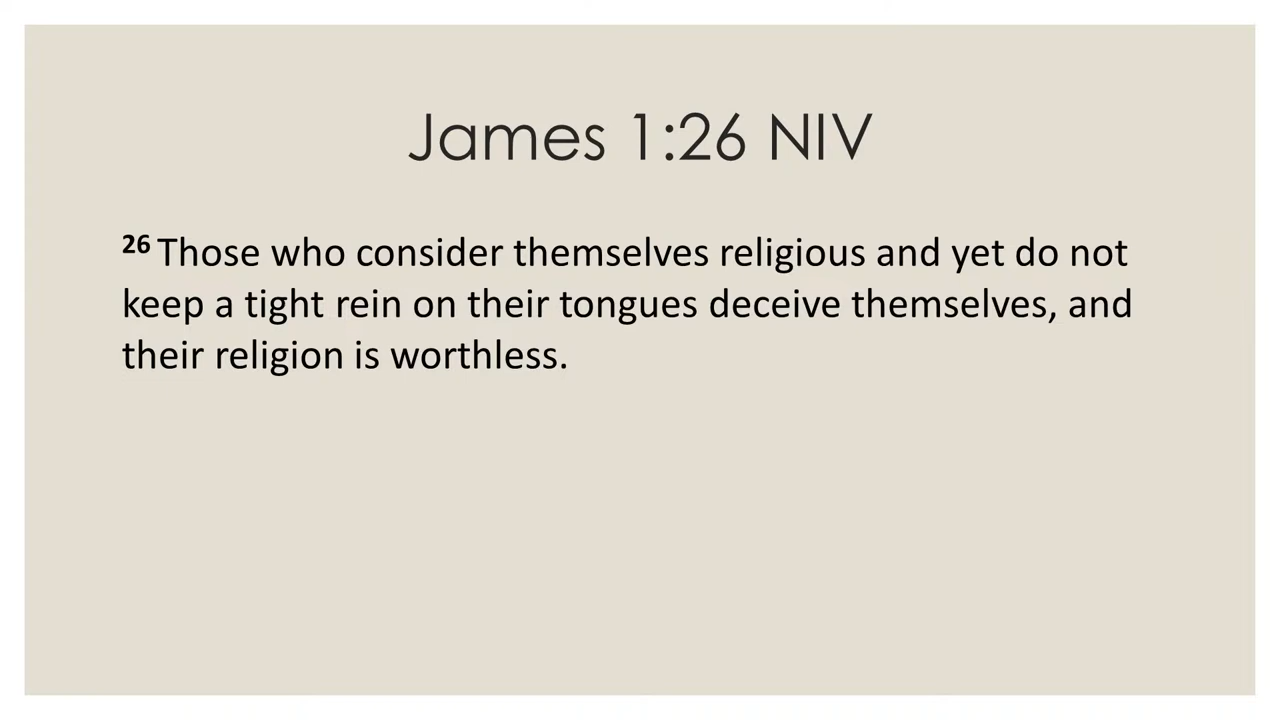 James 1:26 NIV
26 Those who consider themselves religious and yet do not
keep a tight rein on their tongues deceive themselves, and
their religion is worthless.